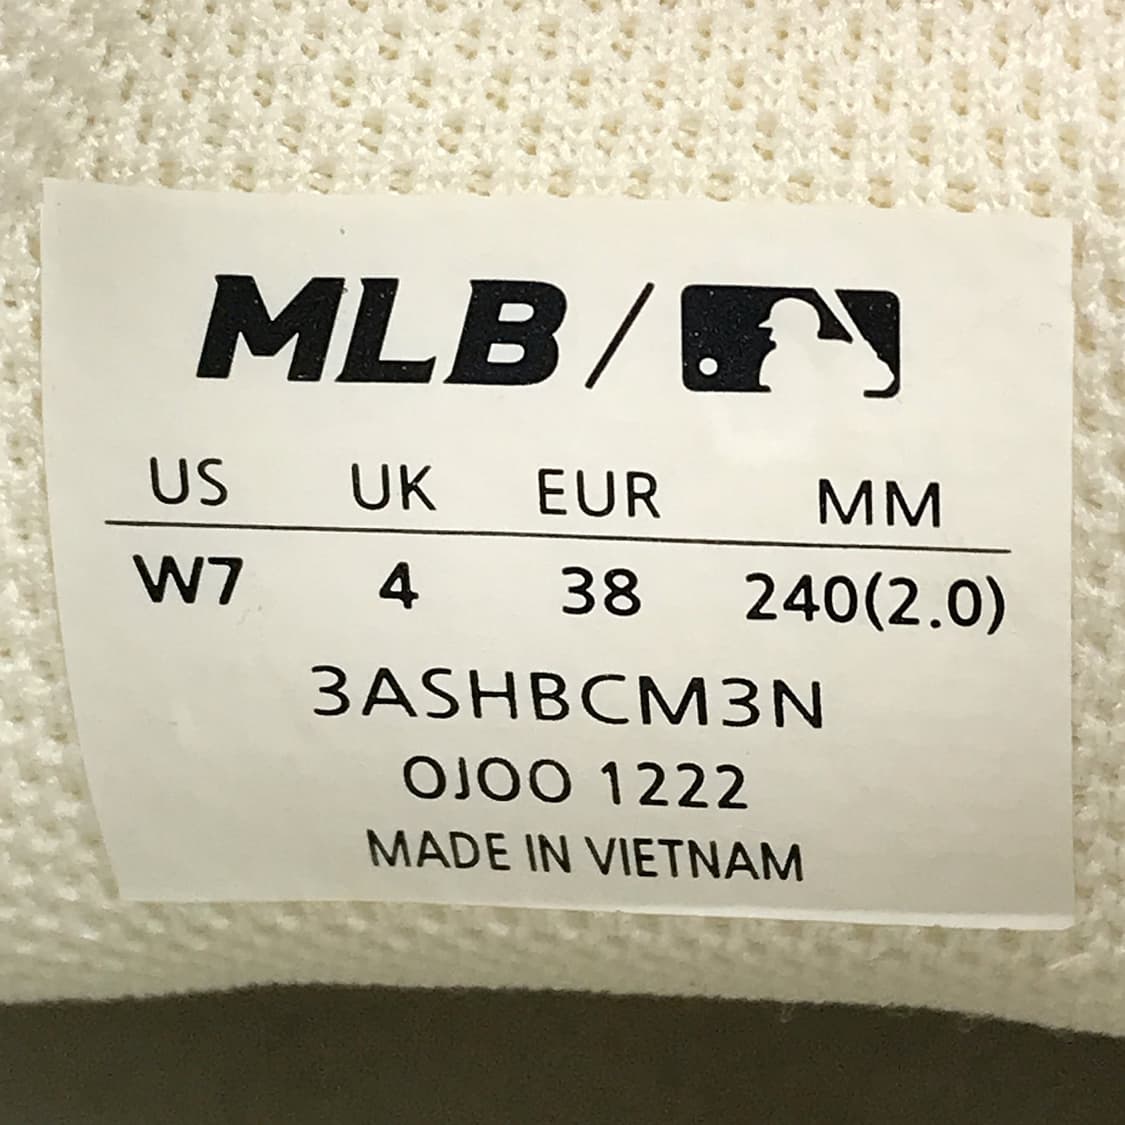 MLB/
US UK EUR MM
W7 4 38 240(2.0)
3ASHBCM3N
OJOO 1222
MADE IN VIETNAM